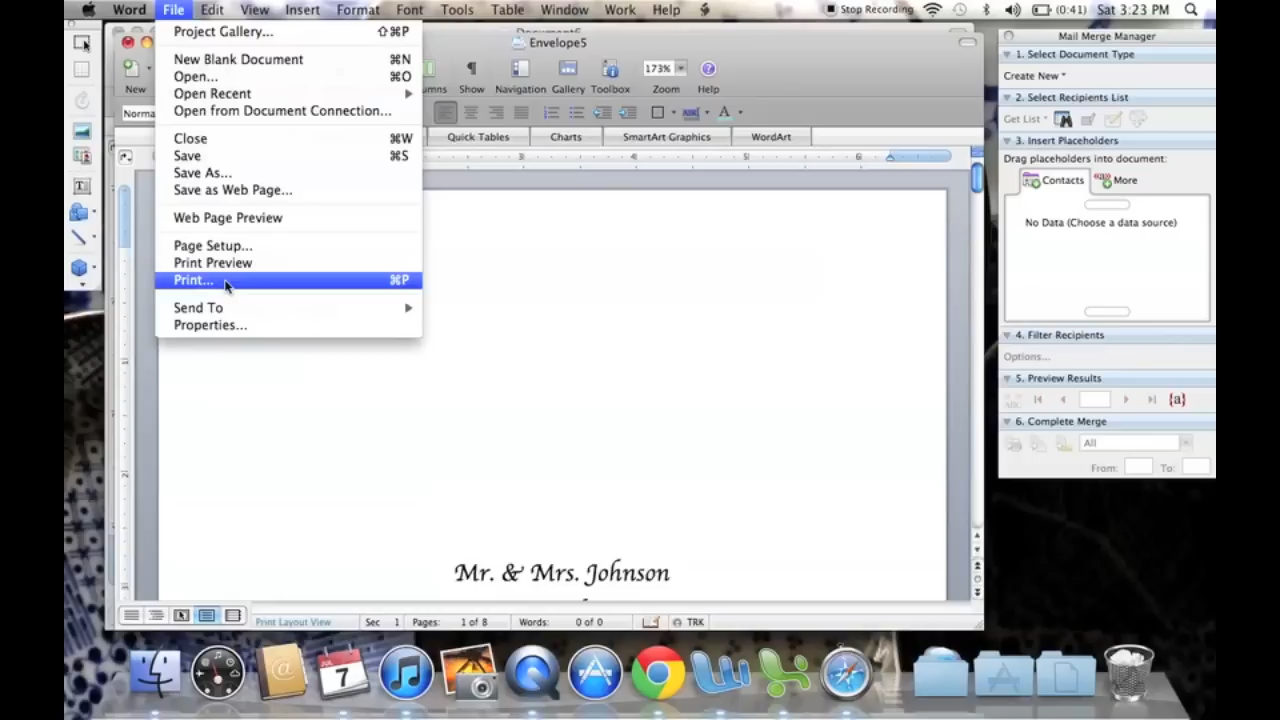 Word File Edit View Insert Format Font Tools Table Window Work Help Stop Recording (0:41) Sat 3:23 PM
Project Gallery... ⇧⌘P
New Blank Document ⌘N
Open... ⌘O
Open Recent
Open from Document Connection...
Close ⌘W
Save ⌘S
Save As...
Save as Web Page...
Web Page Preview
Page Setup...
Print Preview
Print... ⌘P
Send To
Properties...
Envelope5
173%
New Show Navigation Gallery Toolbox Zoom Help
Quick Tables Charts SmartArt Graphics WordArt
Mr. & Mrs. Johnson
Print Layout View Sec 1 Pages: 1 of 8 Words: 0 of 0 TRK
Mail Merge Manager
1. Select Document Type
Create New
2. Select Recipients List
Get List
3. Insert Placeholders
Drag placeholders into document:
Contacts More
No Data (Choose a data source)
4. Filter Recipients
Options...
5. Preview Results
6. Complete Merge
All
From: To:
7